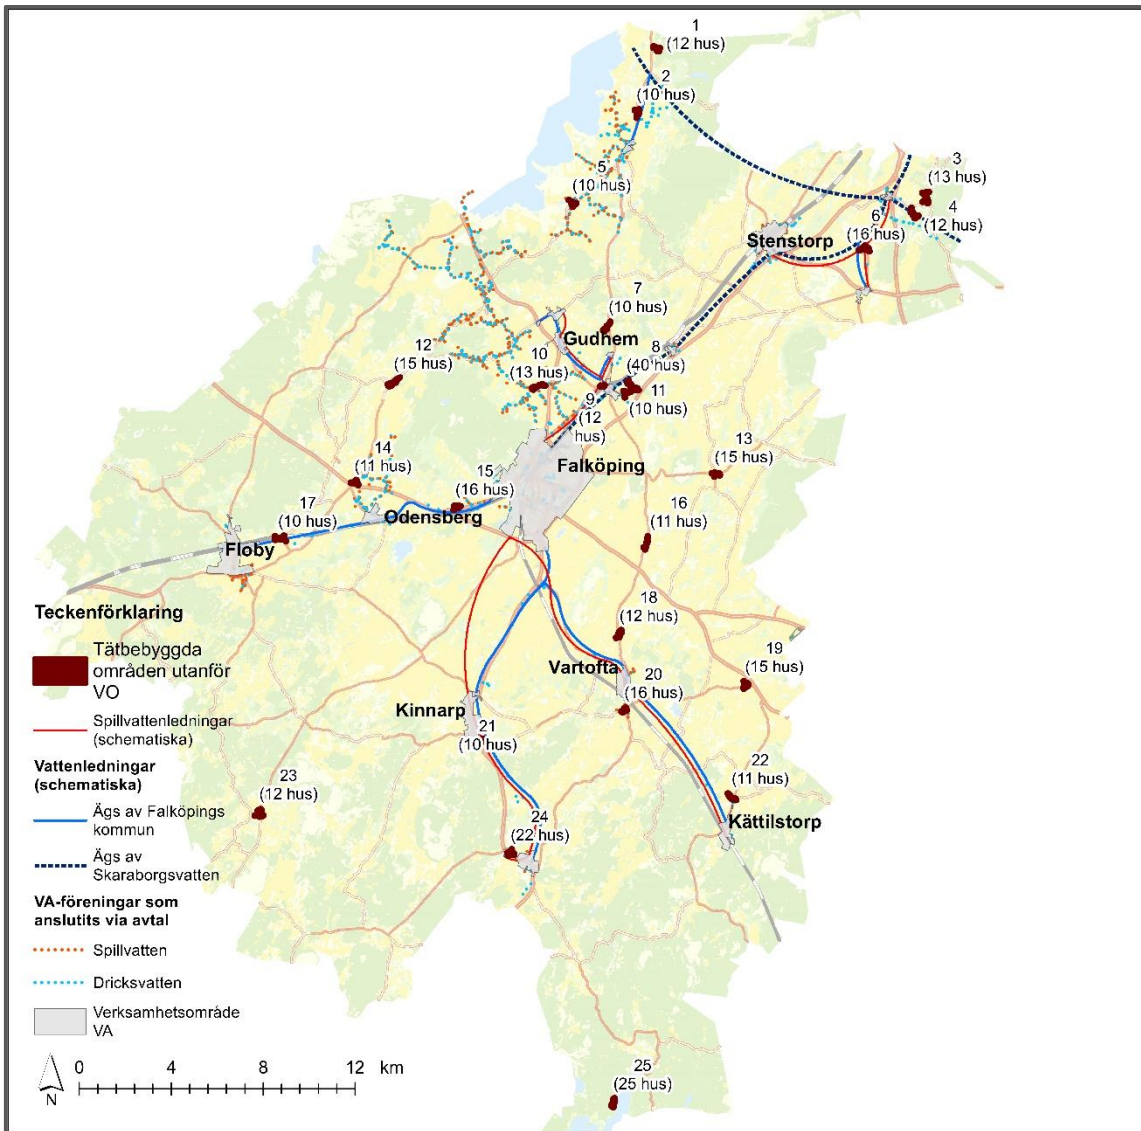 1
(12 hus)
2
(10 hus)
3
(13 hus)
4
(12 hus)
5
(10 hus)
6
(16 hus)
Stenstorp
7
(10 hus)
Gudhem
8
(40 hus)
12
(15 hus)
10
(13 hus)
9
(12
hus)
11
(10 hus)
13
(15 hus)
Falköping
14
(11 hus)
15
(16 hus)
16
(11 hus)
17
(10 hus)
Odensberg
Floby
18
(12 hus)
19
(15 hus)
Vartofta
20
(16 hus)
Kinnarp
21
(10 hus)
22
(11 hus)
23
(12 hus)
Kättilstorp
24
(22 hus)
25
(25 hus)
Teckenförklaring
Tätbebyggda
områden utanför
VO
Spillvattenledningar
(schematiska)
Vattenledningar
(schematiska)
Ägs av Falköpings
kommun
Ägs av
Skaraborgsvatten
VA-föreningar som
anslutits via avtal
Spillvatten
Dricksvatten
Verksamhetsområde
VA
0 4 8 12 km
N